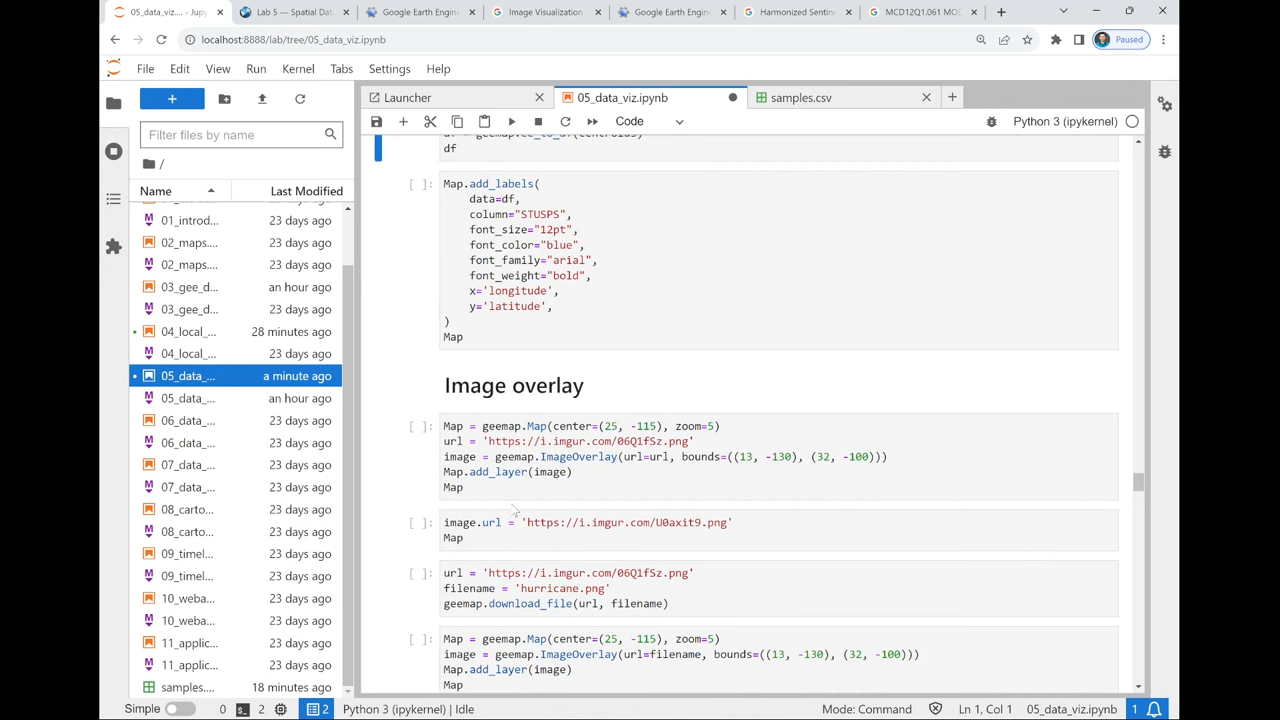 05_data_viz.... - Jupy
Lab 5 — Spatial Dat
Google Earth Engin
Image Visualization
Google Earth Engin
Harmonized Sentin
MCD12Q1.061 MOD
localhost:8888/lab/tree/05_data_viz.ipynb
Paused
File Edit View Run Kernel Tabs Settings Help
Launcher
05_data_viz.ipynb
samples.csv
Code
Python 3 (ipykernel)
Filter files by name
/
Name Last Modified
01_introd... 23 days ago
02_maps.... 23 days ago
02_maps.... 23 days ago
03_gee_d... an hour ago
03_gee_d... 23 days ago
04_local_... 28 minutes ago
04_local_... 23 days ago
05_data_... a minute ago
05_data_... an hour ago
06_data_... 23 days ago
06_data_... 23 days ago
07_data_... 23 days ago
07_data_... 23 days ago
08_carto... 23 days ago
08_carto... 23 days ago
09_timel... 23 days ago
09_timel... 23 days ago
10_weba... 23 days ago
10_weba... 23 days ago
11_applic... 23 days ago
11_applic... 23 days ago
samples.... 18 minutes ago
df = geemap.ee_to_df(centroids)
df
[ ]: Map.add_labels(
data=df,
column="STUSPS",
font_size="12pt",
font_color="blue",
font_family="arial",
font_weight="bold",
x='longitude',
y='latitude',
)
Map
Image overlay
[ ]: Map = geemap.Map(center=(25, -115), zoom=5)
url = 'https://i.imgur.com/06Q1fSz.png'
image = geemap.ImageOverlay(url=url, bounds=((13, -130), (32, -100)))
Map.add_layer(image)
Map
[ ]: image.url = 'https://i.imgur.com/U0axit9.png'
Map
[ ]: url = 'https://i.imgur.com/06Q1fSz.png'
filename = 'hurricane.png'
geemap.download_file(url, filename)
[ ]: Map = geemap.Map(center=(25, -115), zoom=5)
image = geemap.ImageOverlay(url=filename, bounds=((13, -130), (32, -100)))
Map.add_layer(image)
Map
Simple 0 2 2 Python 3 (ipykernel) | Idle Mode: Command Ln 1, Col 1 05_data_viz.ipynb 1